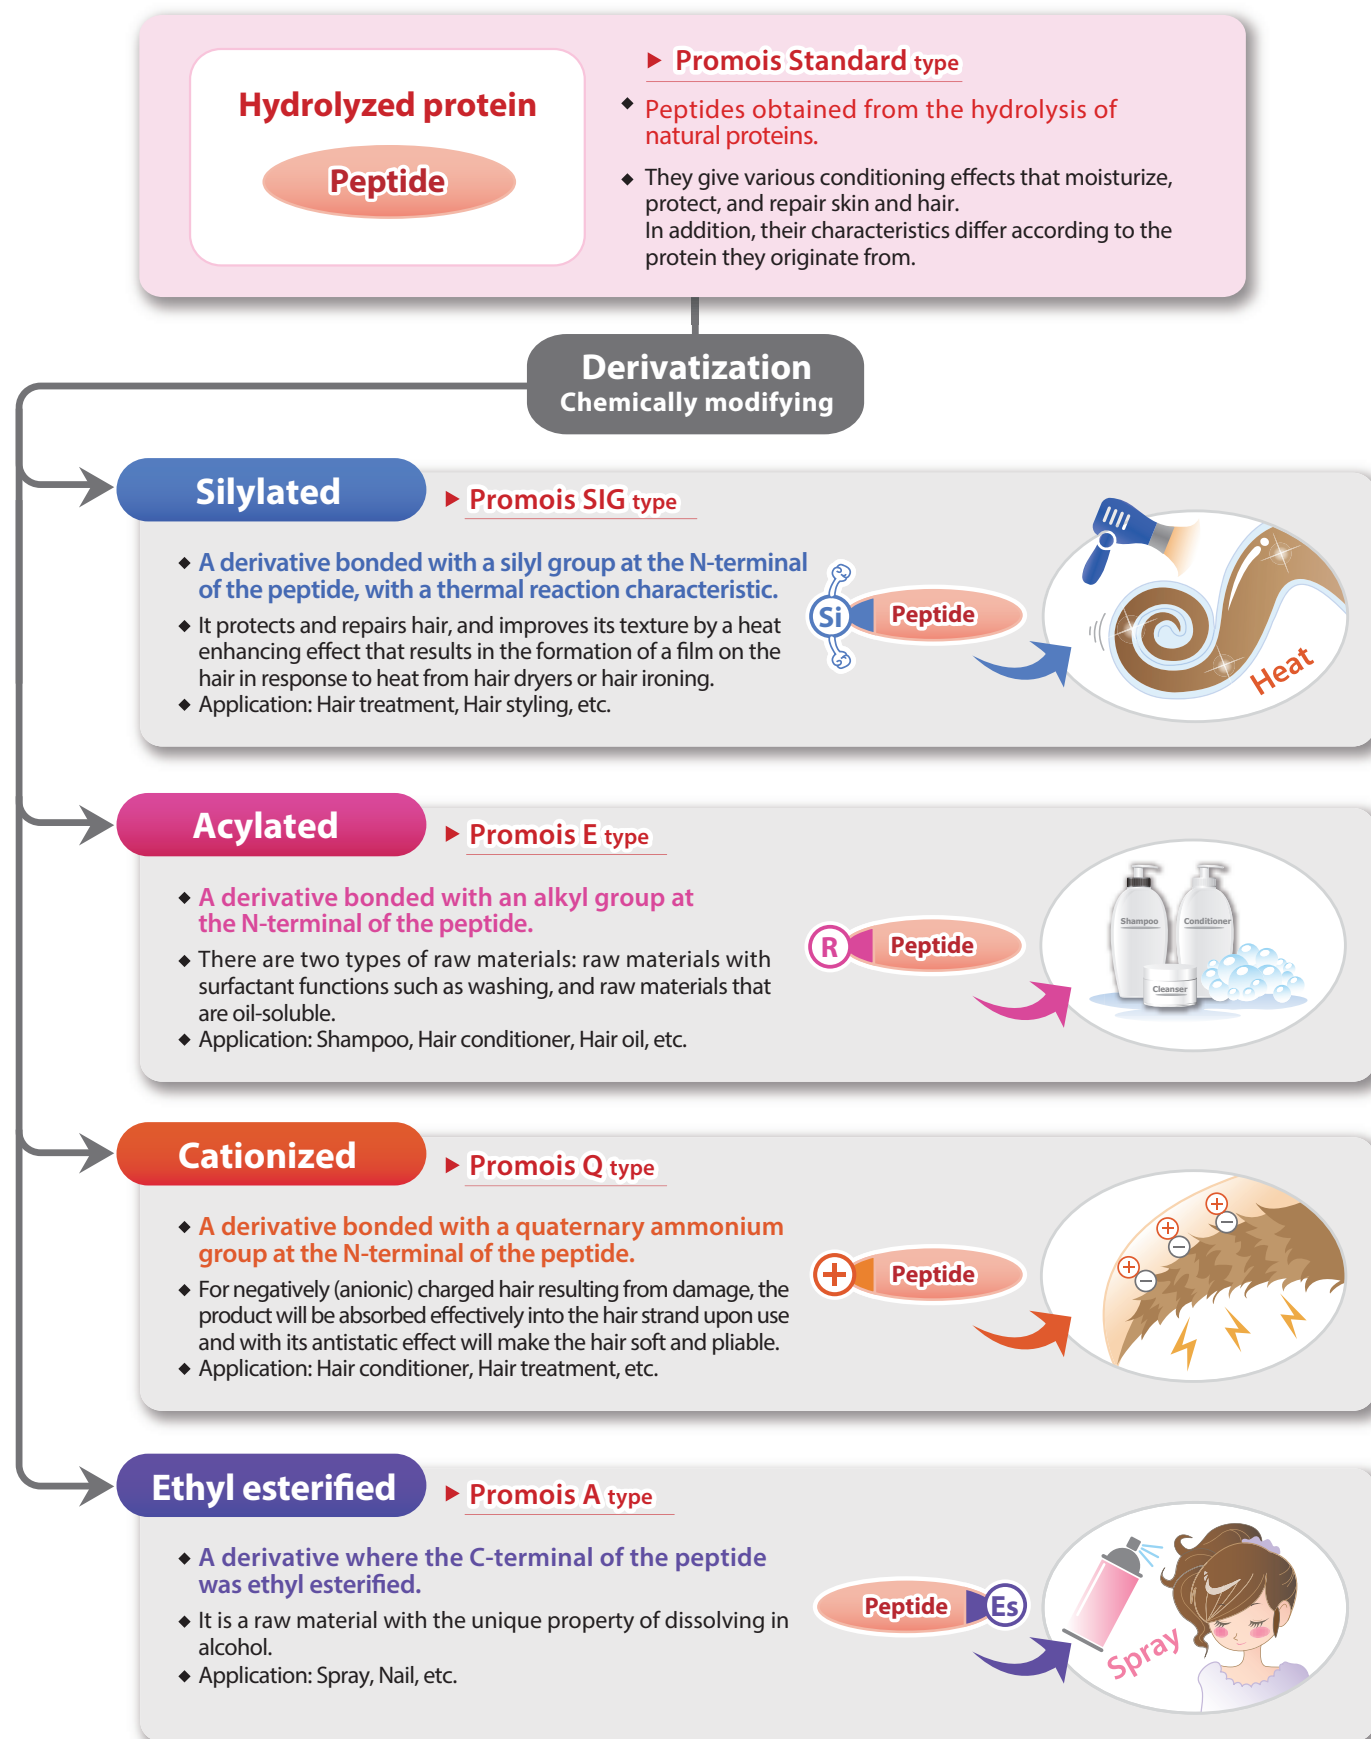 Hydrolyzed protein
Peptide
▶ Promois Standard type
◆ Peptides obtained from the hydrolysis of
natural proteins.
◆ They give various conditioning effects that moisturize,
protect, and repair skin and hair.
In addition, their characteristics differ according to the
protein they originate from.
Derivatization
Chemically modifying
Silylated
▶ Promois SIG type
◆ A derivative bonded with a silyl group at the N-terminal
of the peptide, with a thermal reaction characteristic.
◆ It protects and repairs hair, and improves its texture by a heat
enhancing effect that results in the formation of a film on the
hair in response to heat from hair dryers or hair ironing.
◆ Application: Hair treatment, Hair styling, etc.
Si Peptide
Heat
Acylated
▶ Promois E type
◆ A derivative bonded with an alkyl group at
the N-terminal of the peptide.
◆ There are two types of raw materials: raw materials with
surfactant functions such as washing, and raw materials that
are oil-soluble.
◆ Application: Shampoo, Hair conditioner, Hair oil, etc.
R Peptide
Shampoo
Conditioner
Cleanser
Cationized
▶ Promois Q type
◆ A derivative bonded with a quaternary ammonium
group at the N-terminal of the peptide.
◆ For negatively (anionic) charged hair resulting from damage, the
product will be absorbed effectively into the hair strand upon use
and with its antistatic effect will make the hair soft and pliable.
◆ Application: Hair conditioner, Hair treatment, etc.
+ Peptide
+ −
+ −
+ −
Ethyl esterified
▶ Promois A type
◆ A derivative where the C-terminal of the peptide
was ethyl esterified.
◆ It is a raw material with the unique property of dissolving in
alcohol.
◆ Application: Spray, Nail, etc.
Peptide Es
Spray